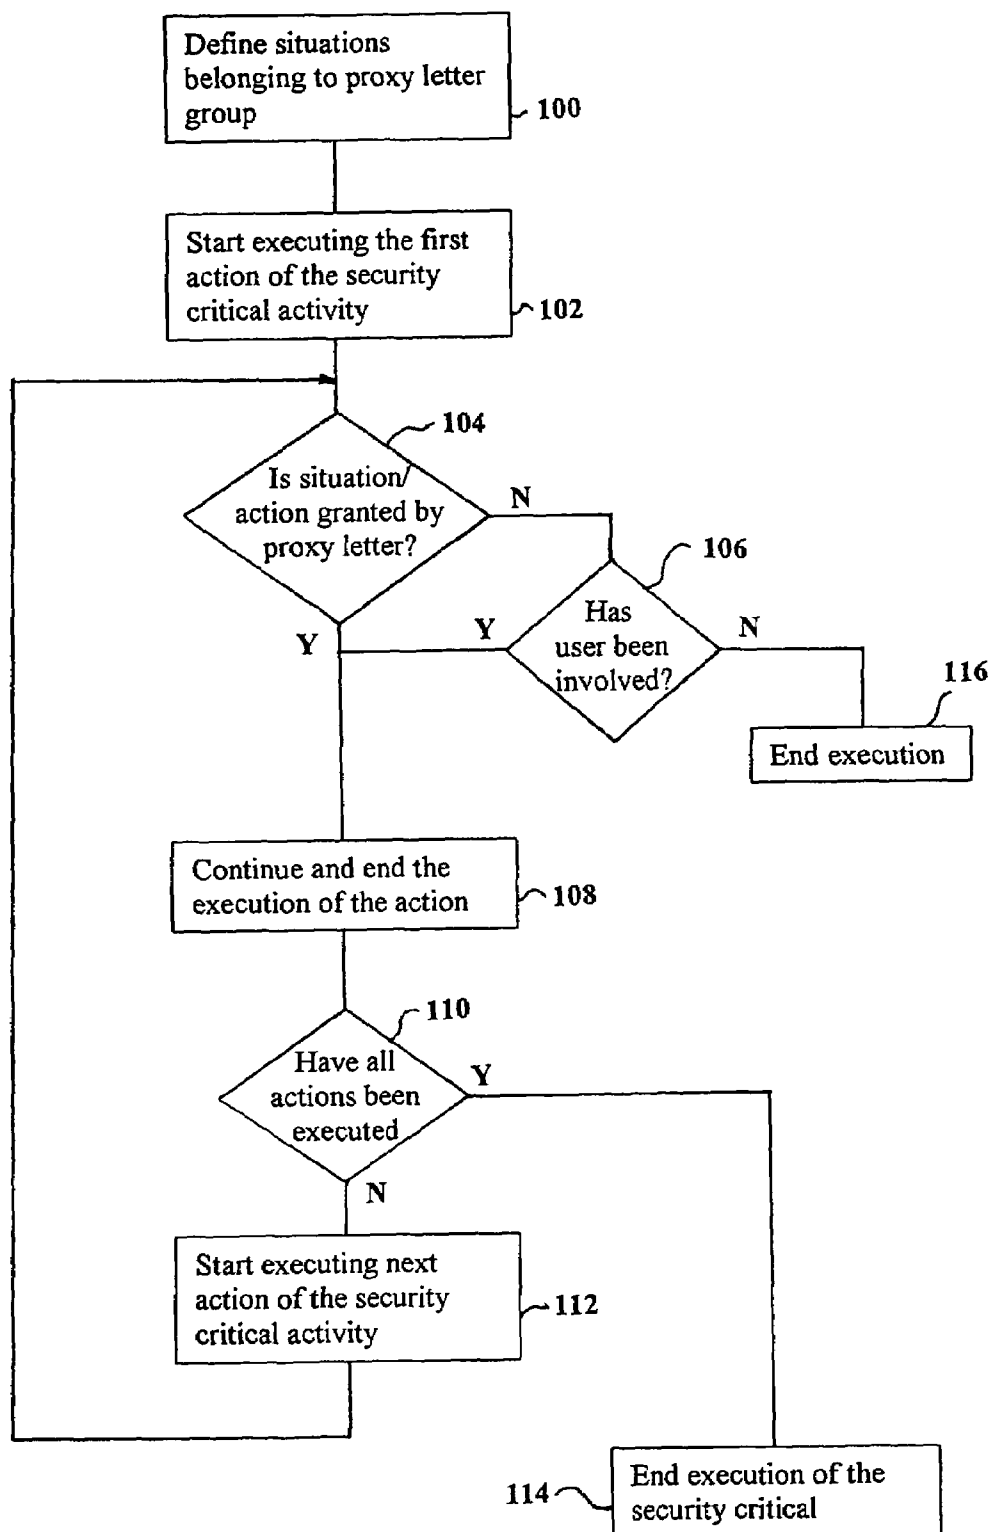 Define situations
belonging to proxy letter
group
100
Start executing the first
action of the security
critical activity
102
104
Is situation/
action granted by
proxy letter?
N
106
Has
user been
involved?
Y
Y
N
116
End execution
Continue and end the
execution of the action
108
110
Have all
actions been
executed
Y
N
Start executing next
action of the security
critical activity
112
114
End execution of the
security critical